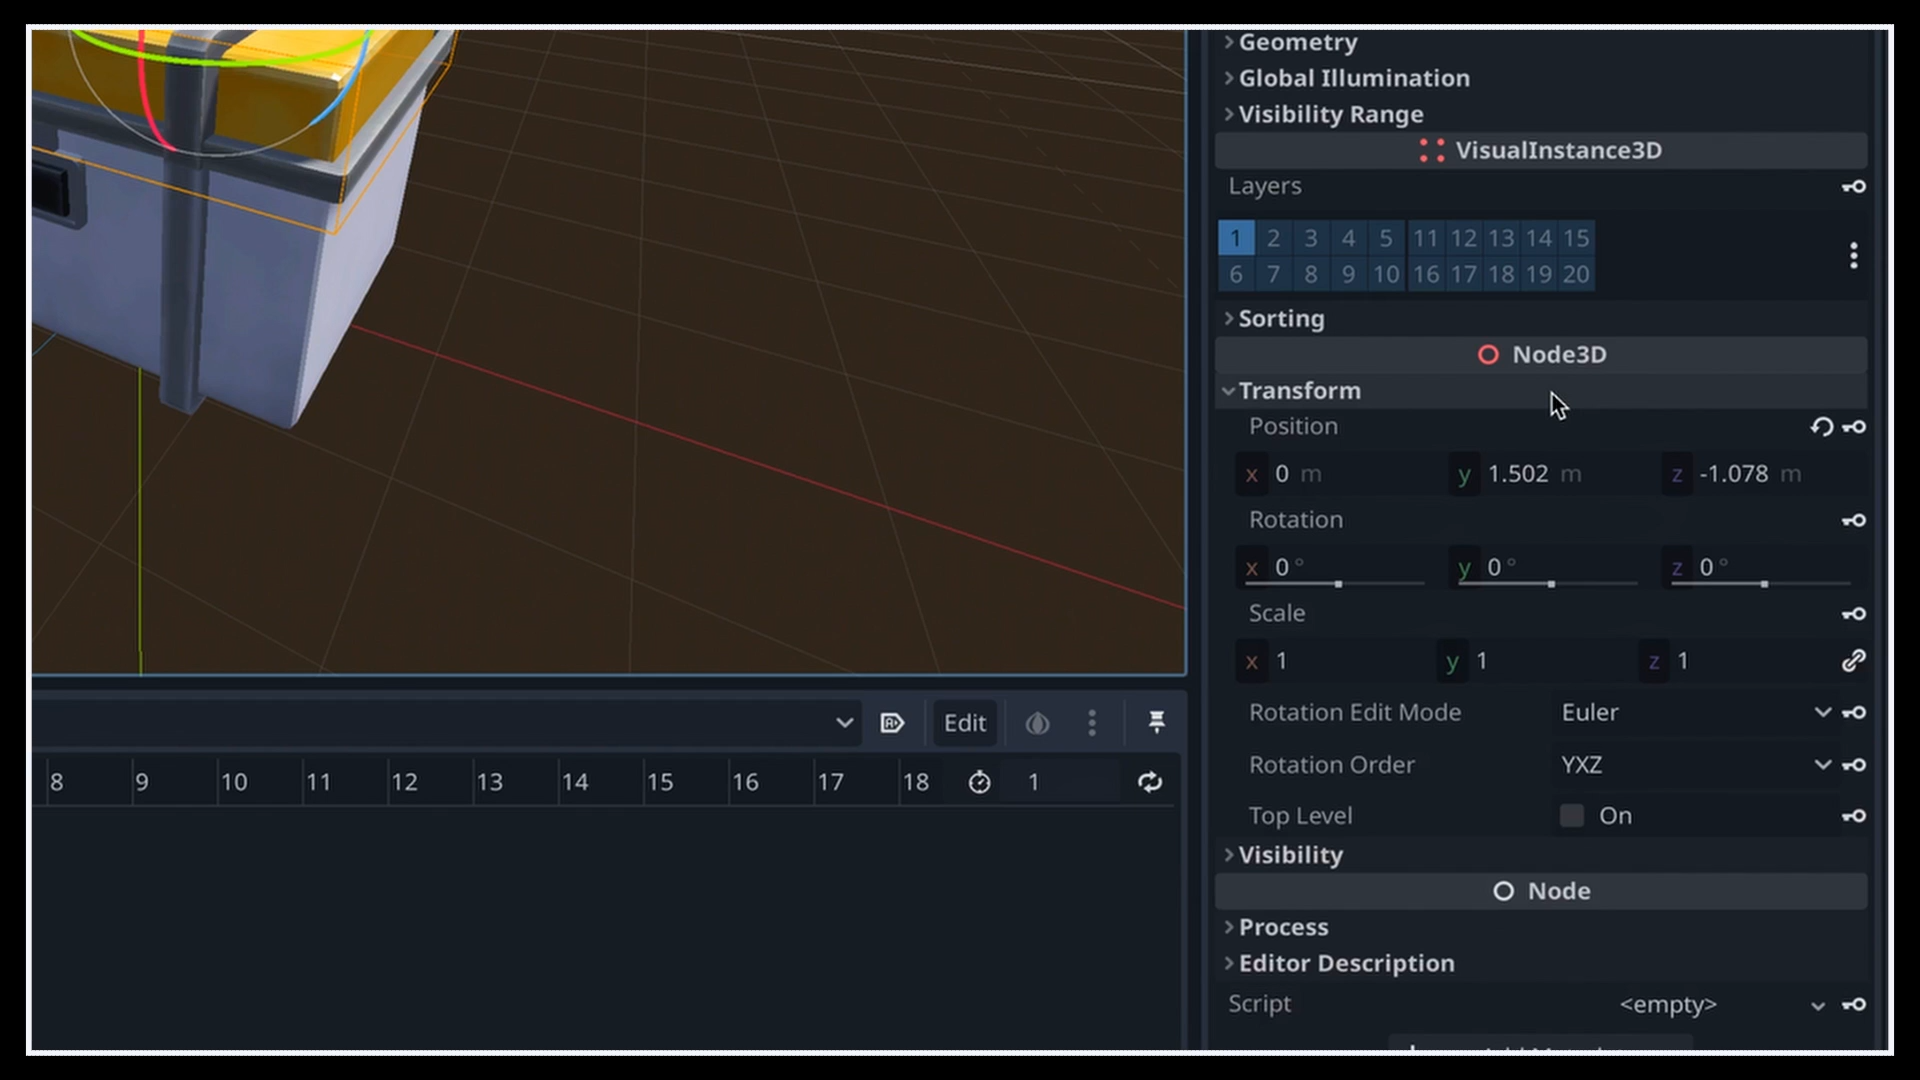 Geometry
Global Illumination
Visibility Range
VisualInstance3D
Layers
1 2 3 4 5 11 12 13 14 15
6 7 8 9 10 16 17 18 19 20
Sorting
Node3D
Transform
Position
x 0 m y 1.502 m z -1.078 m
Rotation
x 0 ° y 0 ° z 0 °
Scale
x 1 y 1 z 1
Rotation Edit Mode Euler
Rotation Order YXZ
Top Level On
Visibility
Node
Process
Editor Description
Script <empty>
Edit
8 9 10 11 12 13 14 15 16 17 18 1